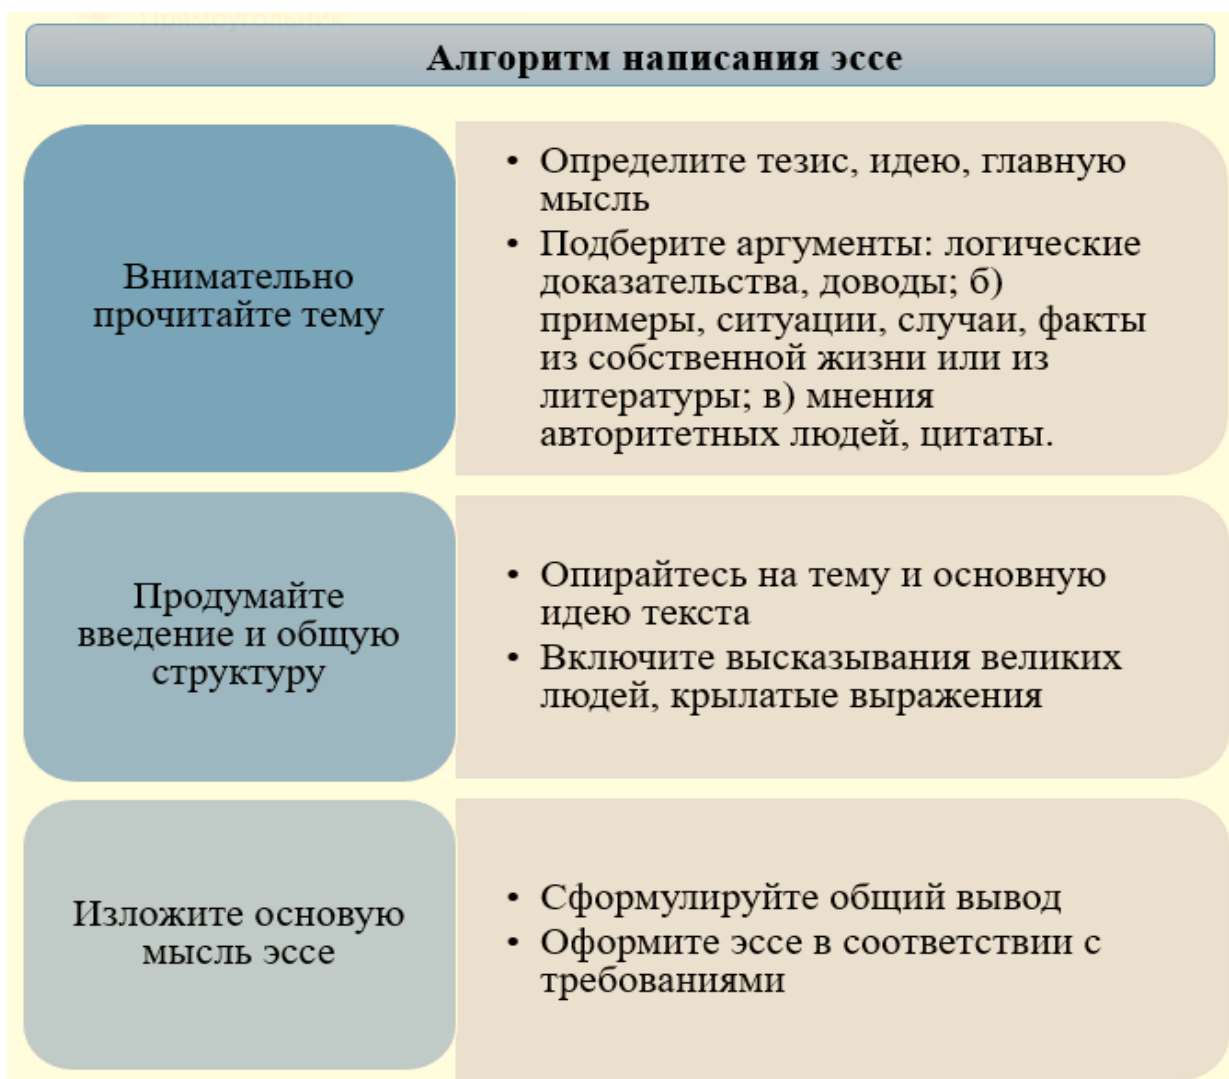 Прямоугольник
Алгоритм написания эссе
Внимательно
прочитайте тему
• Определите тезис, идею, главную
мысль
• Подберите аргументы: логические
доказательства, доводы; б)
примеры, ситуации, случаи, факты
из собственной жизни или из
литературы; в) мнения
авторитетных людей, цитаты.
Продумайте
введение и общую
структуру
• Опирайтесь на тему и основную
идею текста
• Включите высказывания великих
людей, крылатые выражения
Изложите основую
мысль эссе
• Сформулируйте общий вывод
• Оформите эссе в соответствии с
требованиями